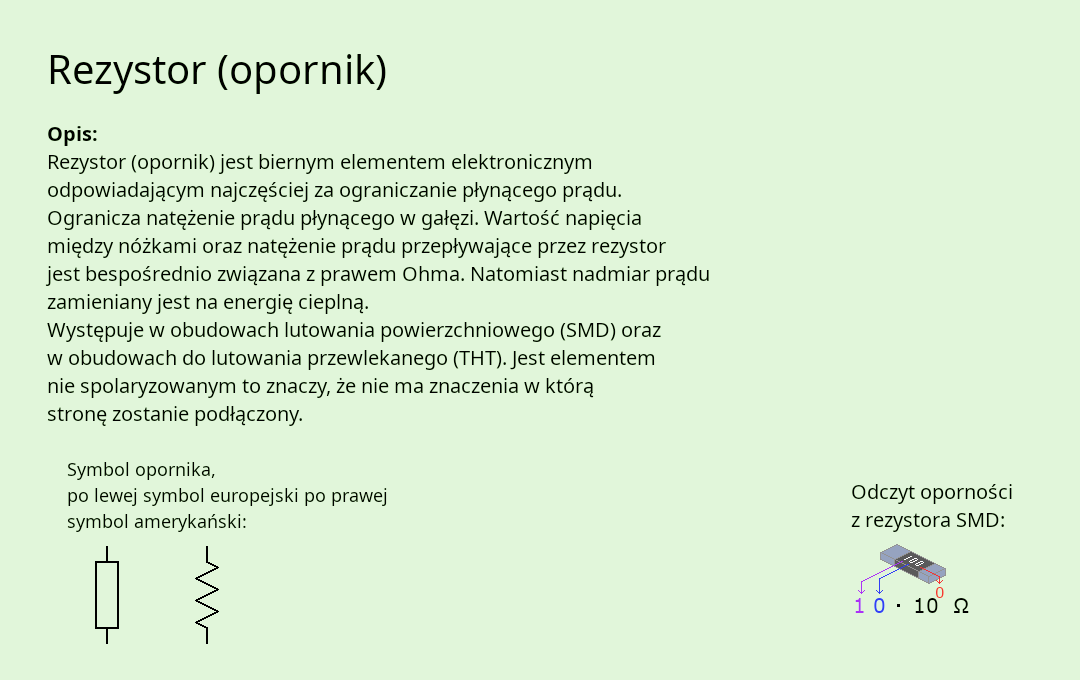 Rezystor (opornik)
Opis:
Rezystor (opornik) jest biernym elementem elektronicznym
odpowiadającym najczęściej za ograniczanie płynącego prądu.
Ogranicza natężenie prądu płynącego w gałęzi. Wartość napięcia
między nóżkami oraz natężenie prądu przepływające przez rezystor
jest bespośrednio związana z prawem Ohma. Natomiast nadmiar prądu
zamieniany jest na energię cieplną.
Występuje w obudowach lutowania powierzchniowego (SMD) oraz
w obudowach do lutowania przewlekanego (THT). Jest elementem
nie spolaryzowanym to znaczy, że nie ma znaczenia w którą
stronę zostanie podłączony.
Symbol opornika,
po lewej symbol europejski po prawej
symbol amerykański:
Odczyt oporności
z rezystora SMD:
100
1 0 · 10⁰ Ω